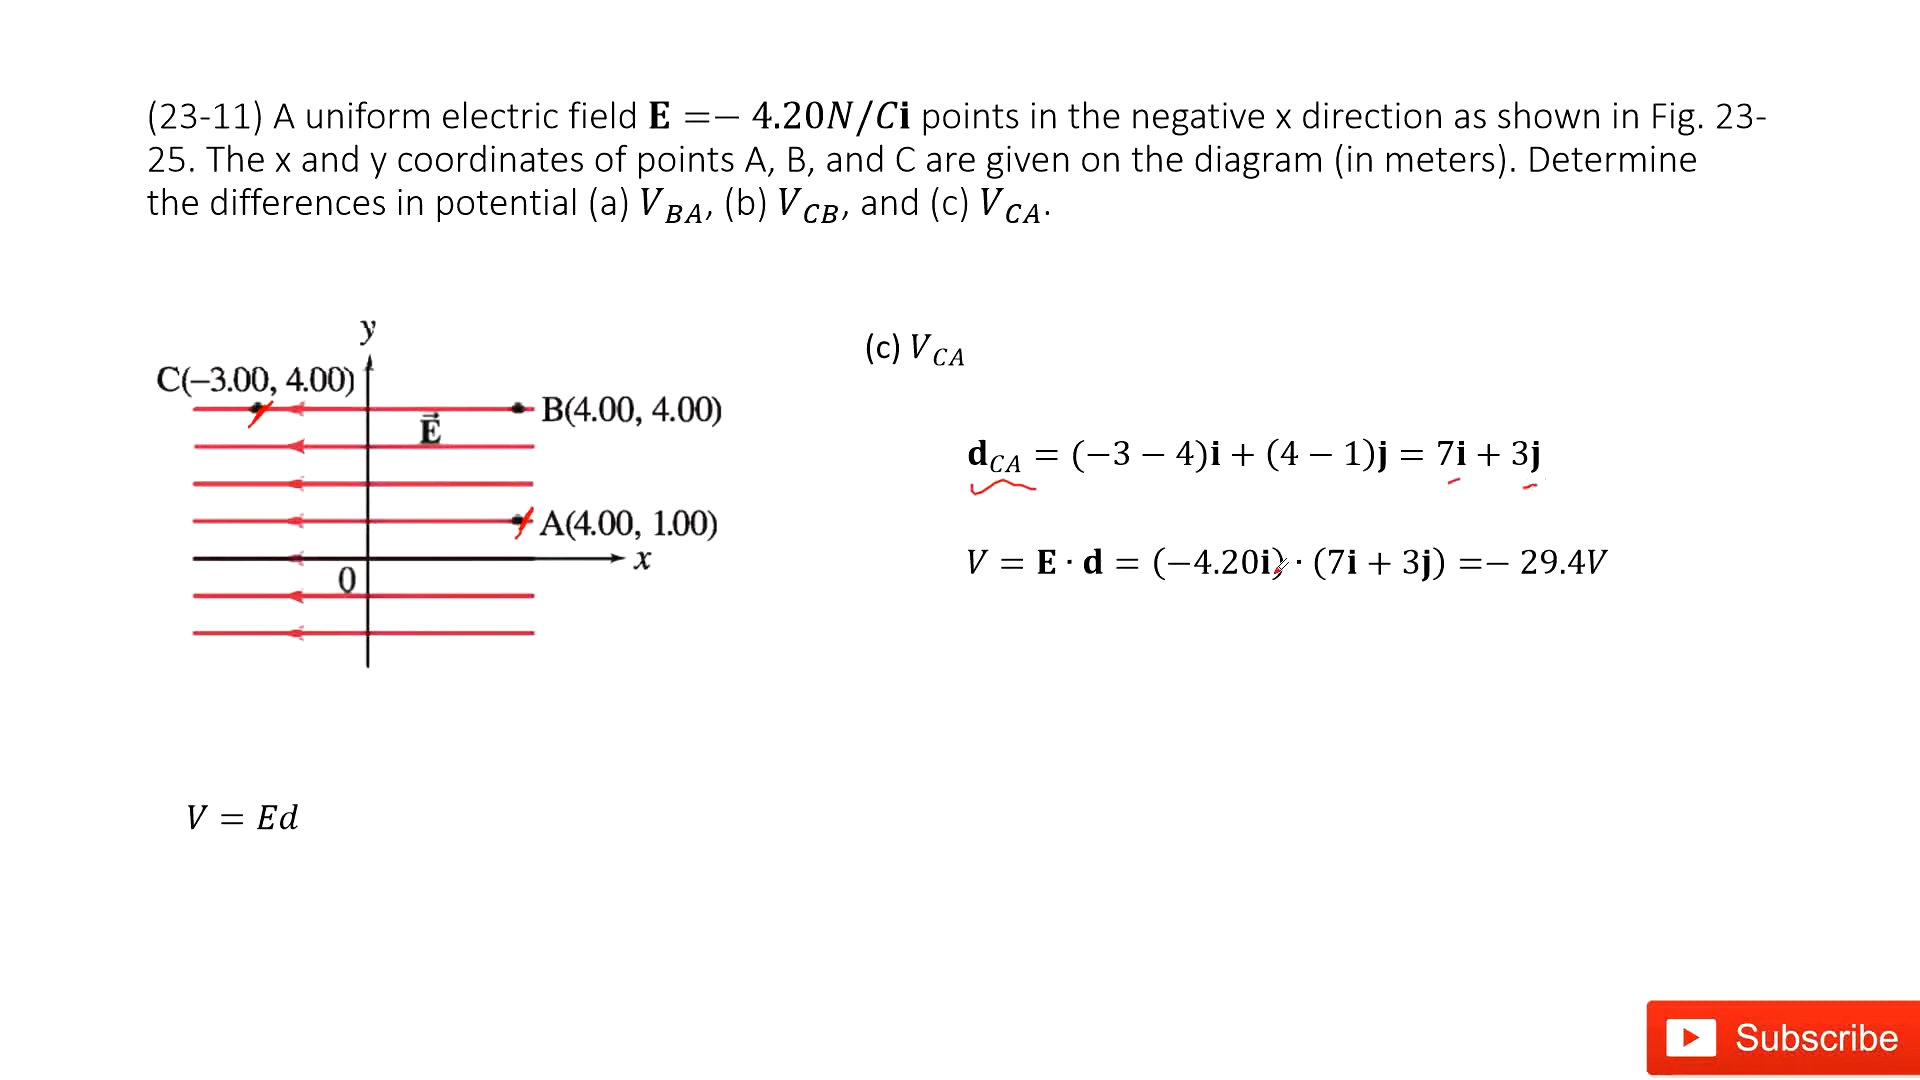 (23-11) A uniform electric field E =− 4.20N/Ci points in the negative x direction as shown in Fig. 23-
25. The x and y coordinates of points A, B, and C are given on the diagram (in meters). Determine
the differences in potential (a) V_BA, (b) V_CB, and (c) V_CA.
y
C(−3.00, 4.00)
B(4.00, 4.00)
E⃗
A(4.00, 1.00)
x
0
V = Ed
(c) V_CA
d_CA = (−3 − 4)i + (4 − 1)j = 7i + 3j
V = E · d = (−4.20i) · (7i + 3j) =− 29.4V
Subscribe